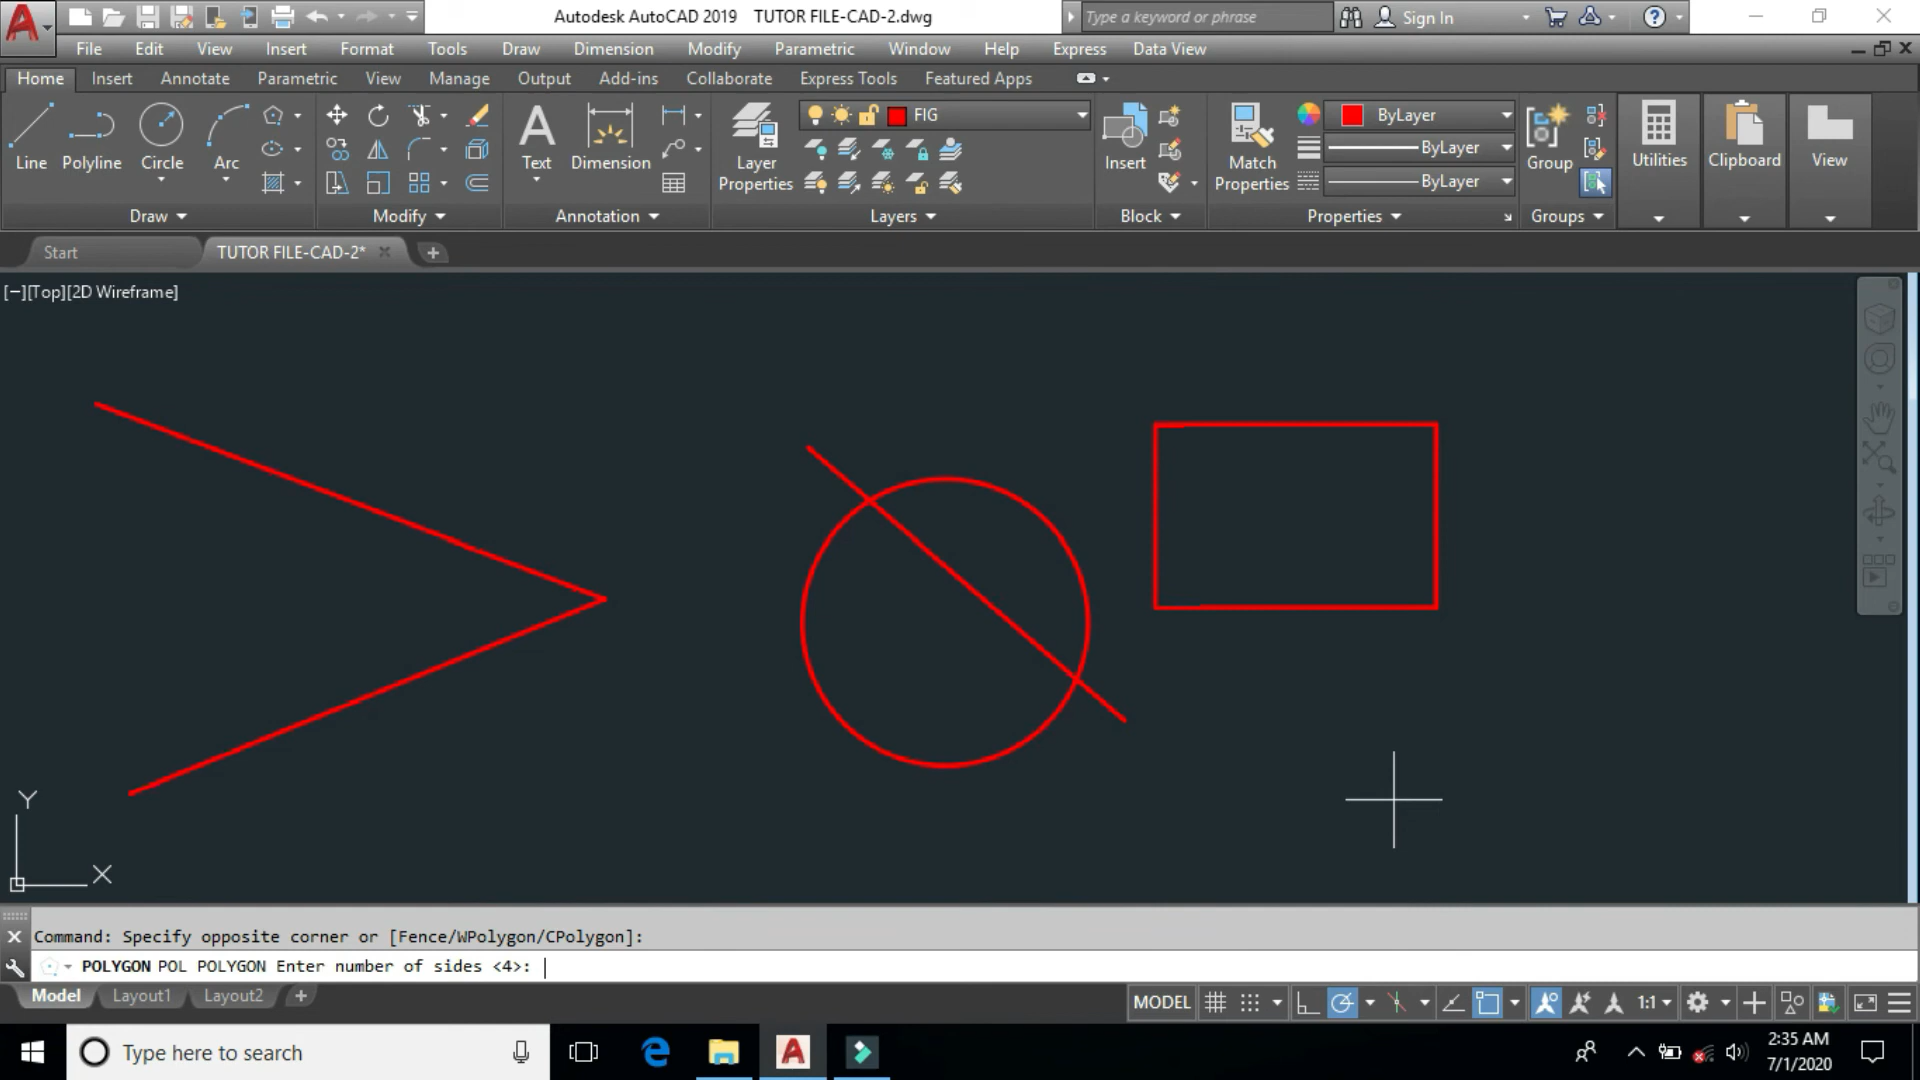 Autodesk AutoCAD 2019 TUTOR FILE-CAD-2.dwg
Type a keyword or phrase
Sign In
File Edit View Insert Format Tools Draw Dimension Modify Parametric Window Help Express Data View
Home Insert Annotate Parametric View Manage Output Add-ins Collaborate Express Tools Featured Apps
FIG
ByLayer
ByLayer
ByLayer
Line Polyline Circle Arc
Text Dimension
Layer Properties
Insert
Match Properties
Group
Utilities Clipboard View
Draw Modify Annotation Layers Block Properties Groups
Start TUTOR FILE-CAD-2*
[−][Top][2D Wireframe]
Y
X
Command: Specify opposite corner or [Fence/WPolygon/CPolygon]:
POLYGON POL POLYGON Enter number of sides <4>:
Model Layout1 Layout2
MODEL
1:1
Type here to search
2:35 AM
7/1/2020